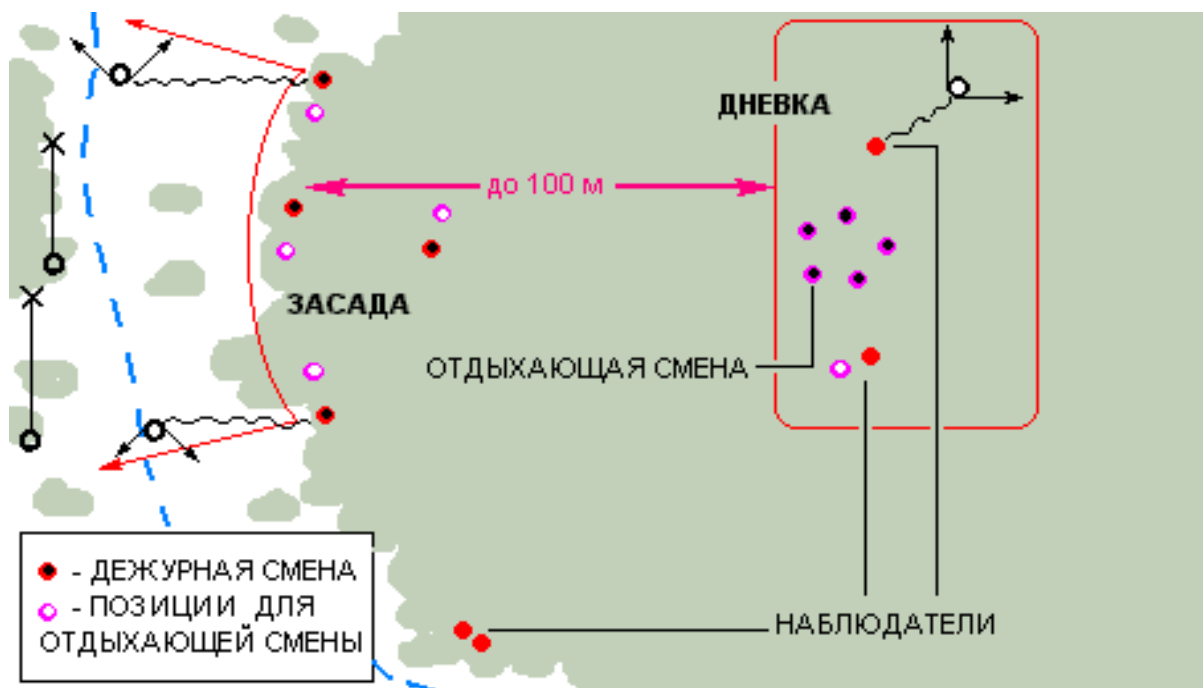 ДНЕВКА
до 100 м
ЗАСАДА
ОТДЫХАЮЩАЯ СМЕНА
- ДЕЖУРНАЯ СМЕНА
- ПОЗИЦИИ ДЛЯ
ОТДЫХАЮЩЕЙ СМЕНЫ
НАБЛЮДАТЕЛИ